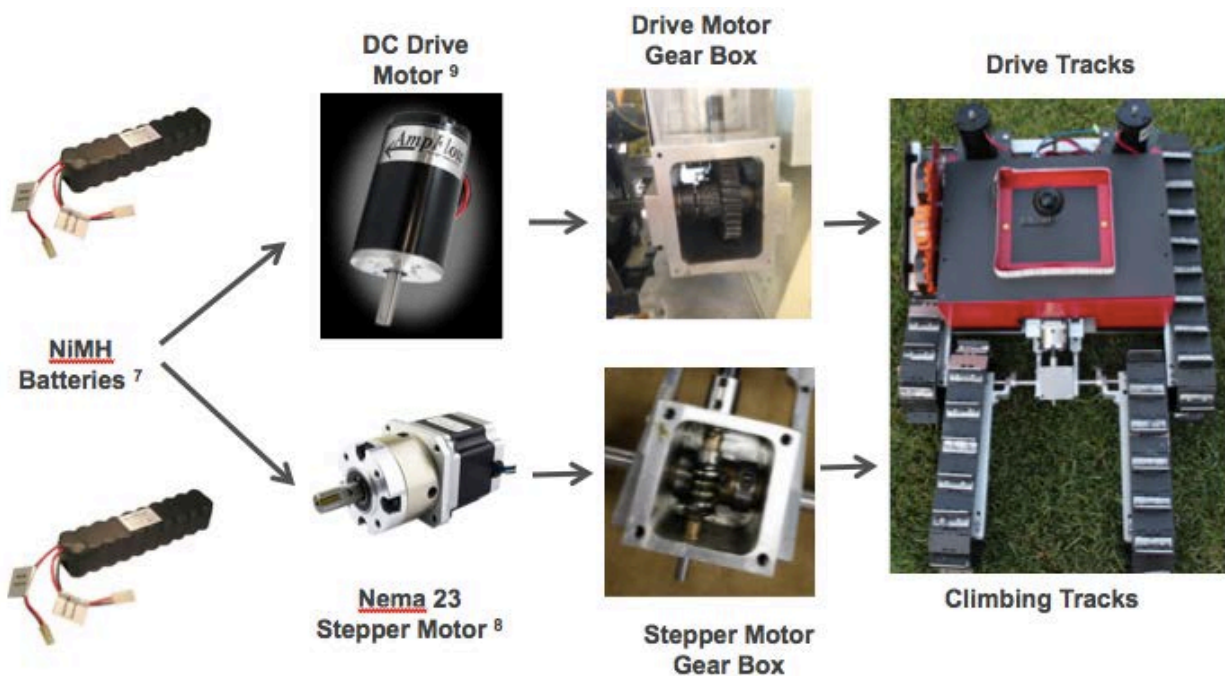 DC Drive
Motor ⁹
Drive Motor
Gear Box
Drive Tracks
AmpFlow
NiMH
Batteries ⁷
Nema 23
Stepper Motor ⁸
Stepper Motor
Gear Box
Climbing Tracks